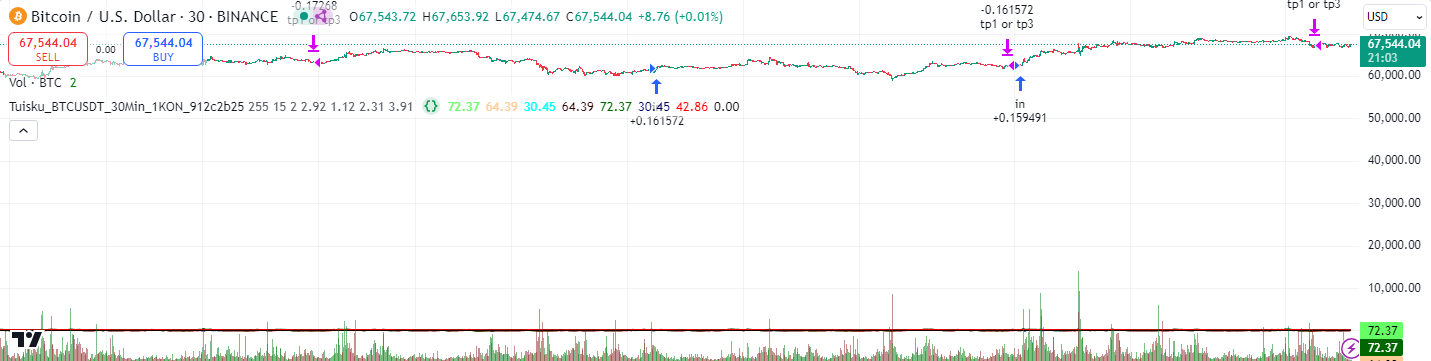 Bitcoin / U.S. Dollar · 30 · BINANCE O67,543.72 H67,653.92 L67,474.67 C67,544.04 +8.76 (+0.01%)
-0.17268
tp1 or tp3
-0.161572
tp1 or tp3
tp1 or tp3
USD
67,544.04
SELL
0.00
67,544.04
BUY
67,544.04
21:03
60,000.00
Vol · BTC 2
Tuisku_BTCUSDT_30Min_1KON_912c2b25 255 15 2 2.92 1.12 2.31 3.91 {} 72.37 64.39 30.45 64.39 72.37 30.45 42.86 0.00
+0.161572
in
+0.159491
50,000.00
40,000.00
30,000.00
20,000.00
10,000.00
72.37
72.37